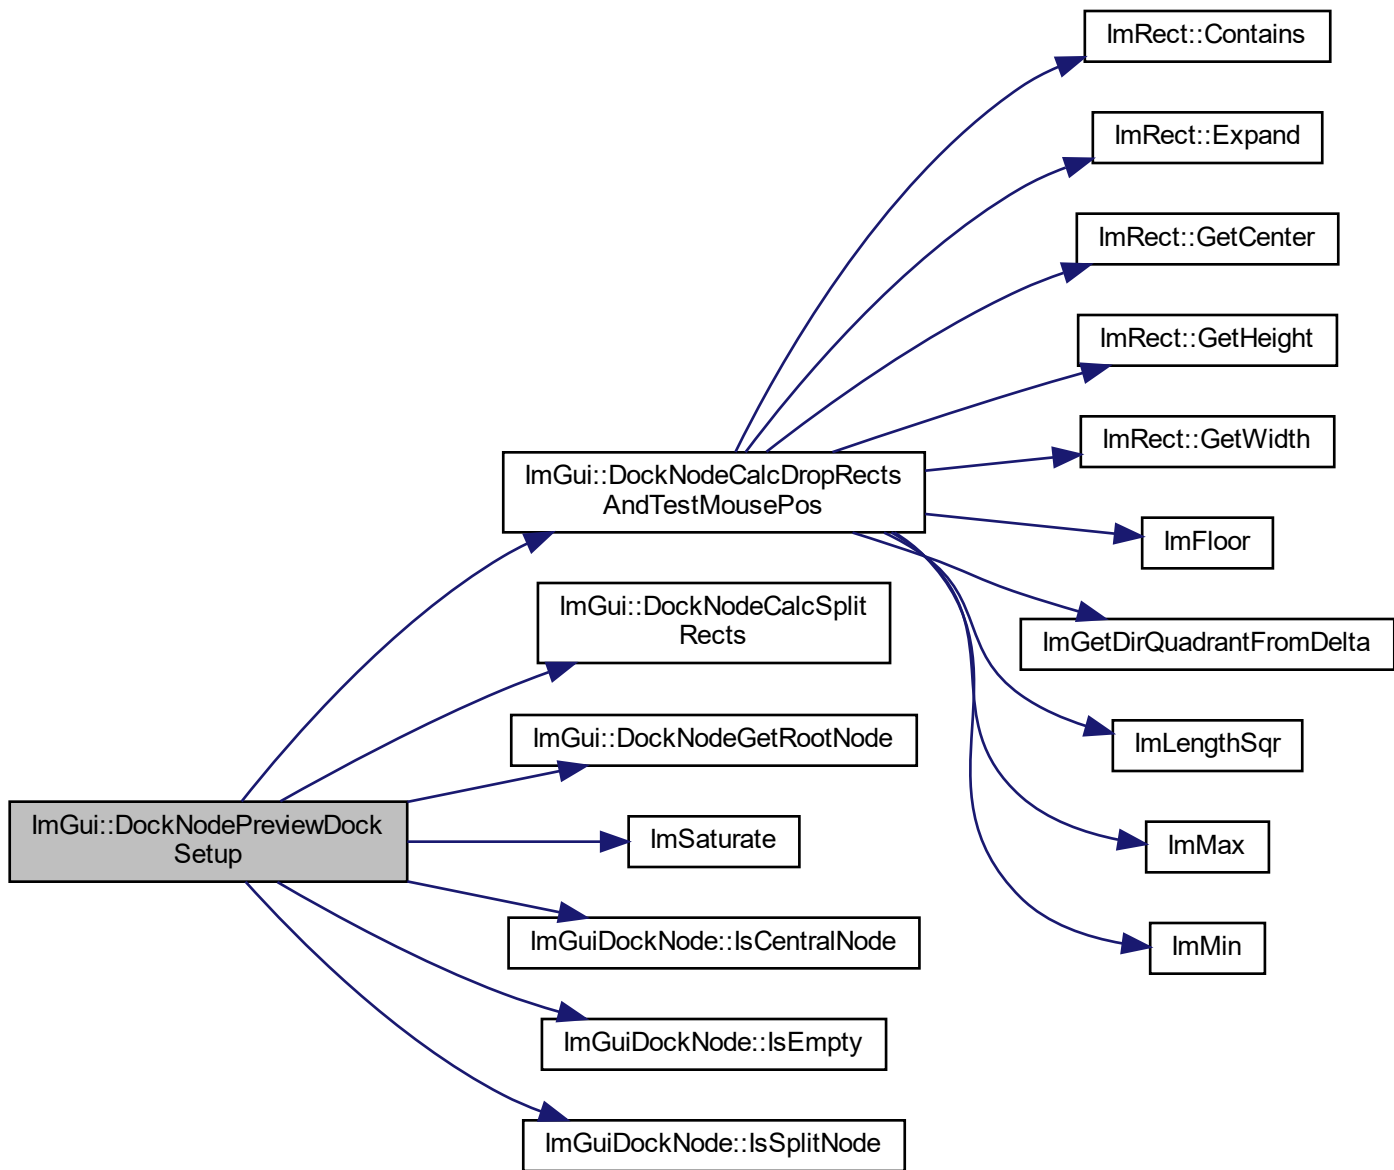 ImRect::Contains
ImRect::Expand
ImRect::GetCenter
ImRect::GetHeight
ImRect::GetWidth
ImGui::DockNodeCalcDropRects
AndTestMousePos
ImFloor
ImGui::DockNodeCalcSplit
Rects
ImGetDirQuadrantFromDelta
ImGui::DockNodeGetRootNode
ImLengthSqr
ImGui::DockNodePreviewDock
Setup
ImSaturate
ImMax
ImGuiDockNode::IsCentralNode
ImMin
ImGuiDockNode::IsEmpty
ImGuiDockNode::IsSplitNode